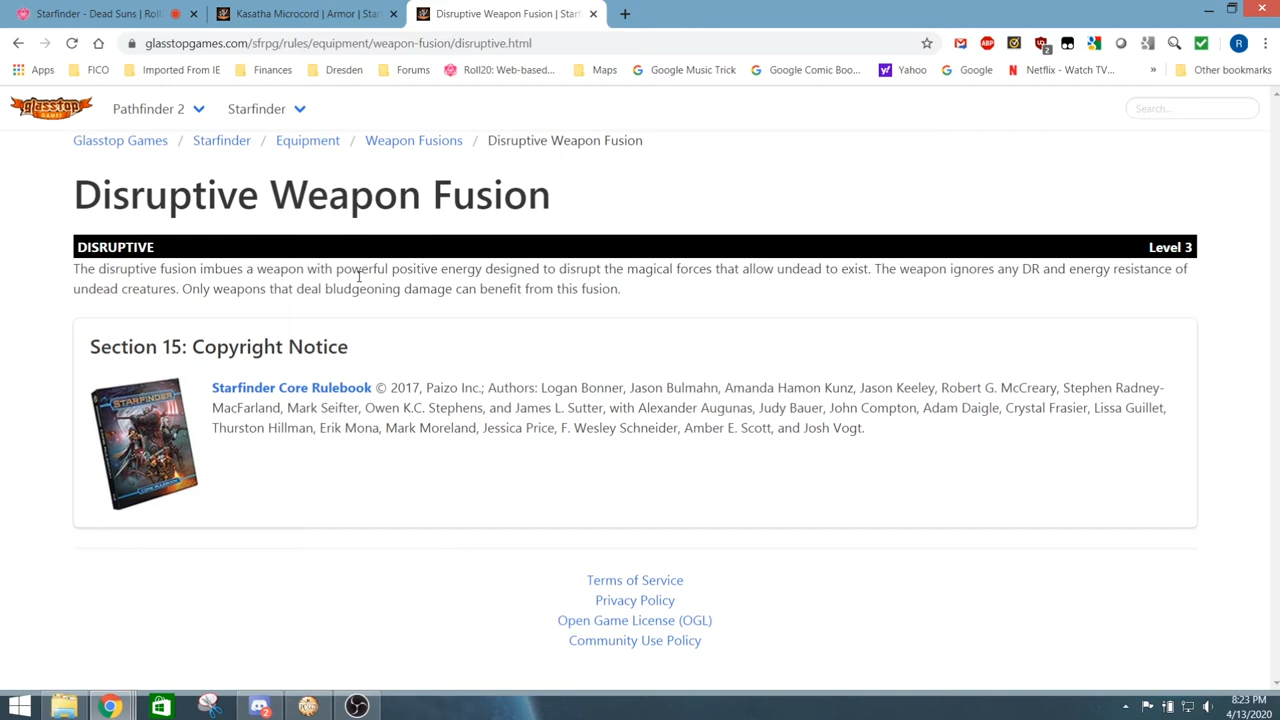 Starfinder - Dead Suns | Roll
Kasatha Microcord | Armor | Star
Disruptive Weapon Fusion | Starf
glasstopgames.com/sfrpg/rules/equipment/weapon-fusion/disruptive.html
ABP
2
R
Apps FICO Imported From IE Finances Dresden Forums Roll20: Web-based... Maps Google Music Trick Google Comic Boo... Yahoo Google Netflix - Watch TV... » Other bookmarks
glasstop GAMES Pathfinder 2 Starfinder Search...
Glasstop Games / Starfinder / Equipment / Weapon Fusions / Disruptive Weapon Fusion
Disruptive Weapon Fusion
DISRUPTIVE Level 3
The disruptive fusion imbues a weapon with powerful positive energy designed to disrupt the magical forces that allow undead to exist. The weapon ignores any DR and energy resistance of
undead creatures. Only weapons that deal bludgeoning damage can benefit from this fusion.
Section 15: Copyright Notice
STARFINDER
CORE RULEBOOK
Starfinder Core Rulebook © 2017, Paizo Inc.; Authors: Logan Bonner, Jason Bulmahn, Amanda Hamon Kunz, Jason Keeley, Robert G. McCreary, Stephen Radney-
MacFarland, Mark Seifter, Owen K.C. Stephens, and James L. Sutter, with Alexander Augunas, Judy Bauer, John Compton, Adam Daigle, Crystal Frasier, Lissa Guillet,
Thurston Hillman, Erik Mona, Mark Moreland, Jessica Price, F. Wesley Schneider, Amber E. Scott, and Josh Vogt.
Terms of Service
Privacy Policy
Open Game License (OGL)
Community Use Policy
2
8:23 PM
4/13/2020